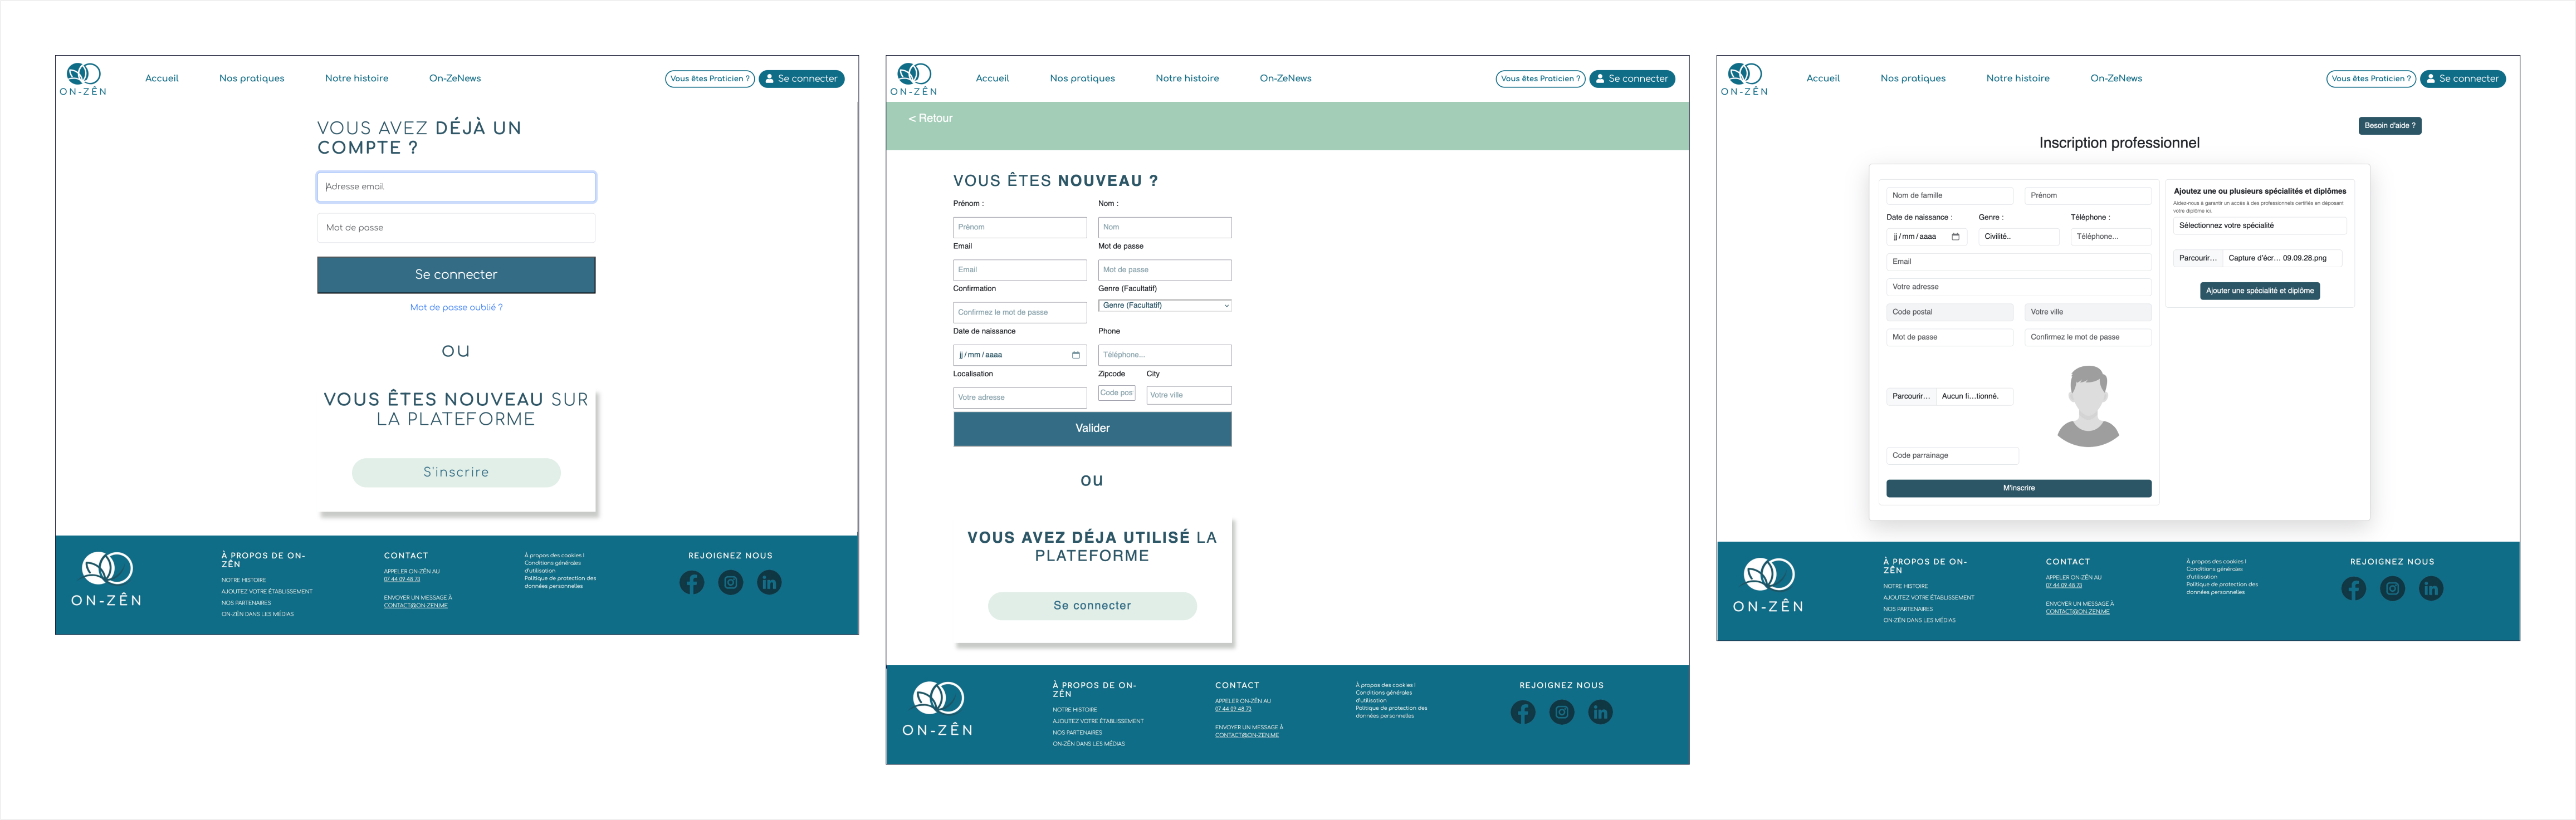 ON-ZÊN
Accueil
Nos pratiques
Notre histoire
On-ZeNews
Vous êtes Praticien ?
Se connecter
VOUS AVEZ DÉJÀ UN
COMPTE ?
Adresse email
Mot de passe
Se connecter
Mot de passe oublié ?
OU
VOUS ÊTES NOUVEAU SUR
LA PLATEFORME
S'inscrire
ON-ZÊN
À PROPOS DE ON-
ZÊN
NOTRE HISTOIRE
AJOUTEZ VOTRE ÉTABLISSEMENT
NOS PARTENAIRES
ON-ZÊN DANS LES MÉDIAS
CONTACT
APPELER ON-ZÊN AU
07 44 09 48 73
ENVOYER UN MESSAGE À
CONTACT@ON-ZEN.ME
À propos des cookies !
Conditions générales
d'utilisation
Politique de protection des
données personnelles
REJOIGNEZ NOUS
ON-ZÊN
Accueil
Nos pratiques
Notre histoire
On-ZeNews
Vous êtes Praticien ?
Se connecter
< Retour
VOUS ÊTES NOUVEAU ?
Prénom :
Nom :
Prénom
Nom
Email
Mot de passe
Email
Mot de passe
Confirmation
Genre (Facultatif)
Confirmez le mot de passe
Genre (Facultatif)
Date de naissance
Phone
jj/mm/aaaa
Téléphone...
Localisation
Zipcode
City
Votre adresse
Code pos
Votre ville
Valider
OU
VOUS AVEZ DÉJA UTILISÉ LA
PLATEFORME
Se connecter
ON-ZÊN
À PROPOS DE ON-
ZÊN
NOTRE HISTOIRE
AJOUTEZ VOTRE ÉTABLISSEMENT
NOS PARTENAIRES
ON-ZÊN DANS LES MÉDIAS
CONTACT
APPELER ON-ZÊN AU
07 44 09 48 73
ENVOYER UN MESSAGE À
CONTACT@ON-ZEN.ME
À propos des cookies !
Conditions générales
d'utilisation
Politique de protection des
données personnelles
REJOIGNEZ NOUS
ON-ZÊN
Accueil
Nos pratiques
Notre histoire
On-ZeNews
Vous êtes Praticien ?
Se connecter
Besoin d'aide ?
Inscription professionnel
Nom de famille
Prénom
Date de naissance :
Genre :
Téléphone :
jj/mm/aaaa
Civilité..
Téléphone...
Email
Votre adresse
Code postal
Votre ville
Mot de passe
Confirmez le mot de passe
Parcourir...
Aucun fi...tionné.
Code parrainage
M'inscrire
Ajoutez une ou plusieurs spécialités et diplômes
Aidez-nous à garantir un accès à des professionnels certifiés en déposant
votre diplôme ici.
Sélectionnez votre spécialité
Parcourir...
Capture d'écr... 09.09.28.png
Ajouter une spécialité et diplôme
ON-ZÊN
À PROPOS DE ON-
ZÊN
NOTRE HISTOIRE
AJOUTEZ VOTRE ÉTABLISSEMENT
NOS PARTENAIRES
ON-ZÊN DANS LES MÉDIAS
CONTACT
APPELER ON-ZÊN AU
07 44 09 48 73
ENVOYER UN MESSAGE À
CONTACT@ON-ZEN.ME
À propos des cookies !
Conditions générales
d'utilisation
Politique de protection des
données personnelles
REJOIGNEZ NOUS